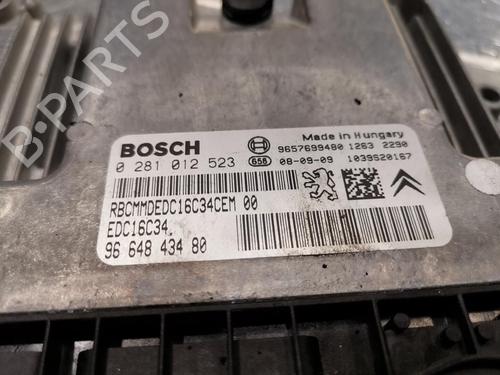 B-PARTS
BOSCH
Made in Hungary
0 281 012 523
9657699480 1263 2290
658
08-09-09 1039S20167
RBCMMDEDC16C34CEM 00
EDC16C34.
96 648 434 80